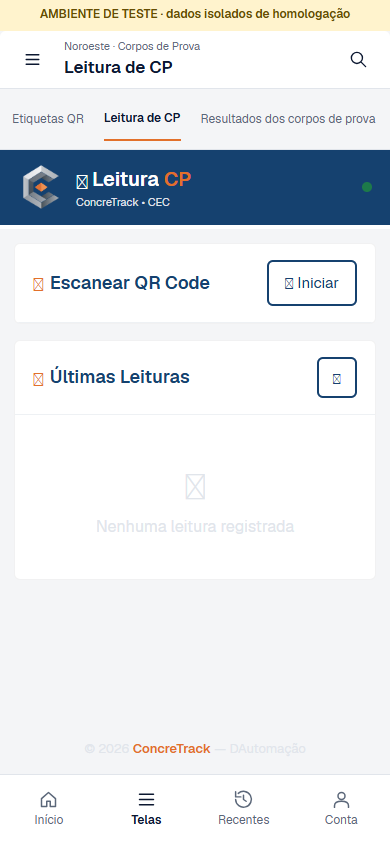 AMBIENTE DE TESTE · dados isolados de homologação
Noroeste · Corpos de Prova
Leitura de CP
Etiquetas QR
Leitura de CP
Resultados dos corpos de prova
Leitura CP
ConcreTrack • CEC
Escanear QR Code
Iniciar
Últimas Leituras
Nenhuma leitura registrada
© 2026 ConcreTrack — DAutomação
Início
Telas
Recentes
Conta